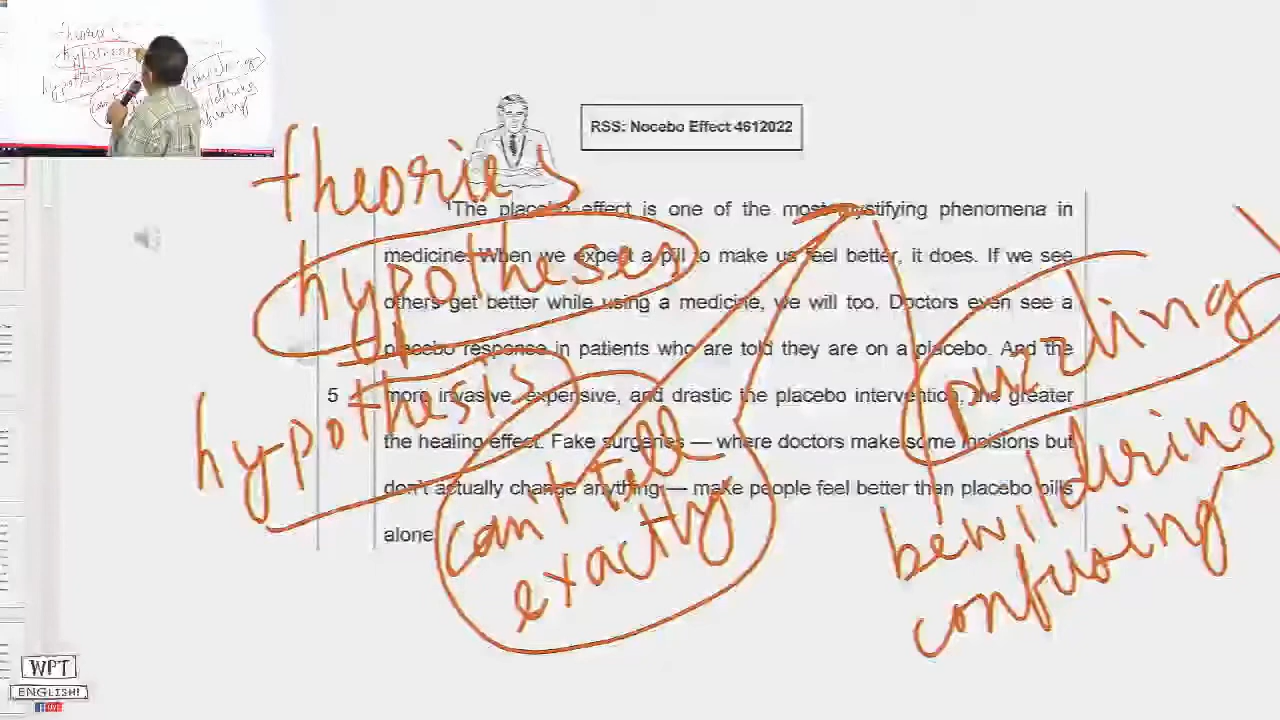 RSS: Nocebo Effect 4612022
theories
hypotheses
hypothesis
can't tell
exactly
puzzling
bewildering
confusing
¹The placebo effect is one of the most mystifying phenomena in
medicine. When we expect a pill to make us feel better, it does. If we see
others get better while using a medicine, we will too. Doctors even see a
placebo response in patients who are told they are on a placebo. And the
5 more invasive, expensive, and drastic the placebo intervention, the greater
the healing effect. Fake surgeries — where doctors make some incisions but
don't actually change anything — make people feel better than placebo pills
alone
WPT
ENGLISH!
LIVE